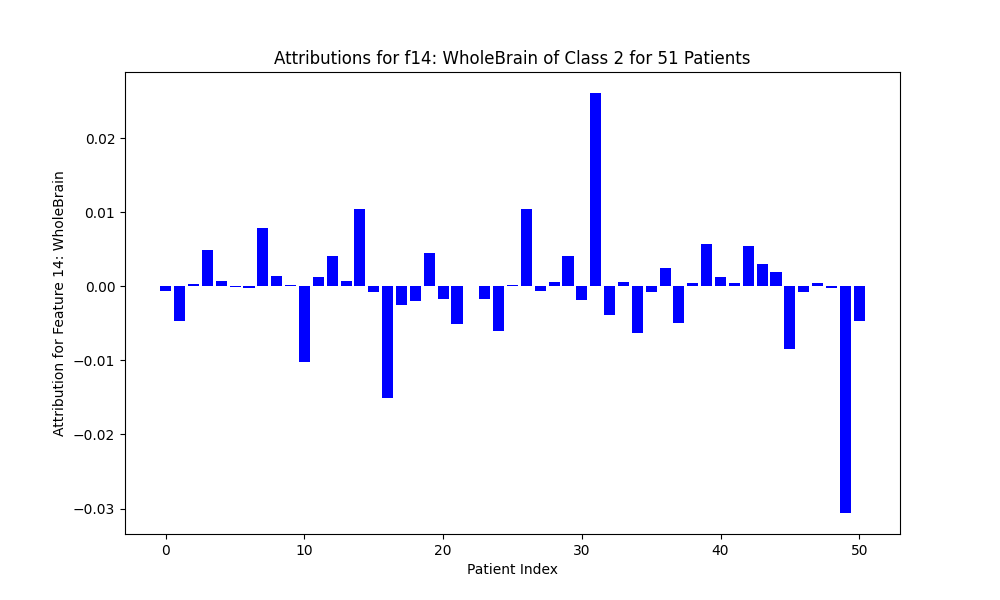 Attributions for f14: WholeBrain of Class 2 for 51 Patients
Attribution for Feature 14: WholeBrain
0.02
0.01
0.00
−0.01
−0.02
−0.03
0 10 20 30 40 50
Patient Index